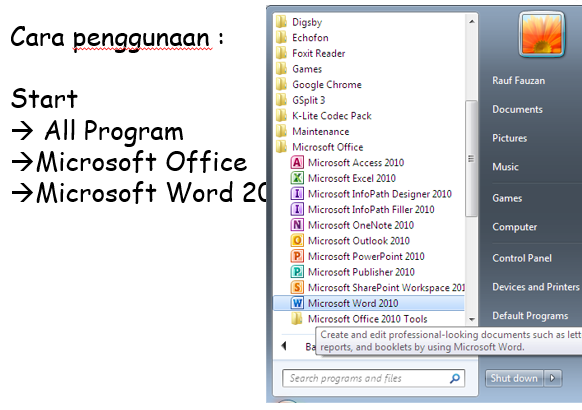 Cara penggunaan :
Start
→ All Program
→Microsoft Office
→Microsoft Word
Digsby
Echofon
Foxit Reader
Games
Google Chrome
GSplit 3
K-Lite Codec Pack
Maintenance
Microsoft Office
Microsoft Access 2010
Microsoft Excel 2010
Microsoft InfoPath Designer 2010
Microsoft InfoPath Filler 2010
Microsoft OneNote 2010
Microsoft Outlook 2010
Microsoft PowerPoint 2010
Microsoft Publisher 2010
Microsoft SharePoint Workspace 201
Microsoft Word 2010
Microsoft Office 2010 Tools
Create and edit professional-looking documents such as lett
reports, and booklets by using Microsoft Word.
Ba
Search programs and files
Rauf Fauzan
Documents
Pictures
Music
Games
Computer
Control Panel
Devices and Printers
Default Programs
Shut down